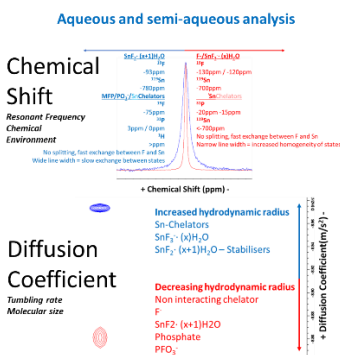 Aqueous and semi-aqueous analysis
Chemical
Shift
Resonant Frequency
Chemical
Environment
SnF₂· (x+1)H₂O
¹⁹F
-95ppm
¹¹⁹Sn
-780ppm
MFP/PO₃/Sn-Chelators
¹⁹F
-75ppm
³¹P
3ppm / 0ppm
¹H
>ppm
No splitting, fast exchange between F and Sn
Wide line width = slow exchange between states
F-/SnF₃⁻ (x)H₂O
¹⁹F
-130ppm / -120ppm
¹¹⁹Sn
-700ppm
Chelators
³¹P
-20ppm -15ppm
¹¹⁹Sn
<-700ppm
No splitting, fast exchange between F and Sn
Narrow line width = increased homogeneity of states
+ Chemical Shift (ppm) -
Diffusion
Coefficient
Tumbling rate
Molecular size
Increased hydrodynamic radius
Sn-Chelators
SnF₃⁻· (x)H₂O
SnF₂· (x+1)H₂O – Stabilisers
Decreasing hydrodynamic radius
Non interacting chelator
F⁻
SnF2· (x+1)H2O
Phosphate
PFO₃⁻
+ Diffusion Coefficient(m²/s²) -